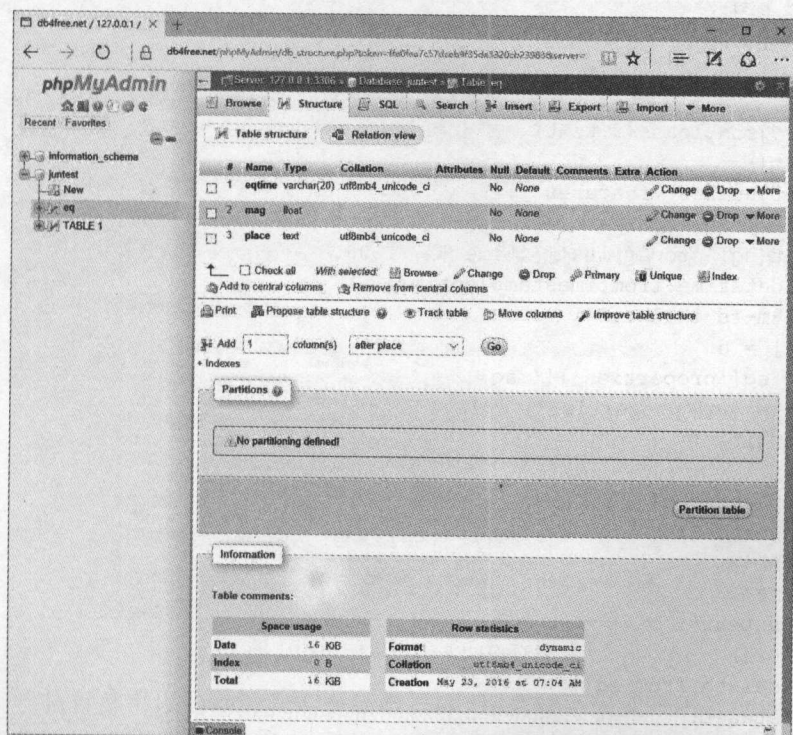 db4free.net / 127.0.0.1 /
db4free.net/phpMyAdmin/db_structure.php?
phpMyAdmin
Recent Favorites
information_schema
juntest
New
eq
TABLE 1
Server: 127.0.0.1:3306 » Database: juntest » Table: eq
Browse Structure SQL Search Insert Export Import More
Table structure Relation view
# Name Type Collation Attributes Null Default Comments Extra Action
1 eqtime varchar(20) utf8mb4_unicode_ci No None Change Drop More
2 mag float No None Change Drop More
3 place text utf8mb4_unicode_ci No None Change Drop More
Check all With selected: Browse Change Drop Primary Unique Index
Add to central columns Remove from central columns
Print Propose table structure Track table Move columns Improve table structure
Add 1 column(s) after place Go
+ Indexes
Partitions
No partitioning defined!
Partition table
Information
Table comments:
Space usage Row statistics
Data 16 KiB Format dynamic
Index 0 B Collation utf8mb4_unicode_ci
Total 16 KiB Creation May 23, 2016 at 07:04 AM
Console